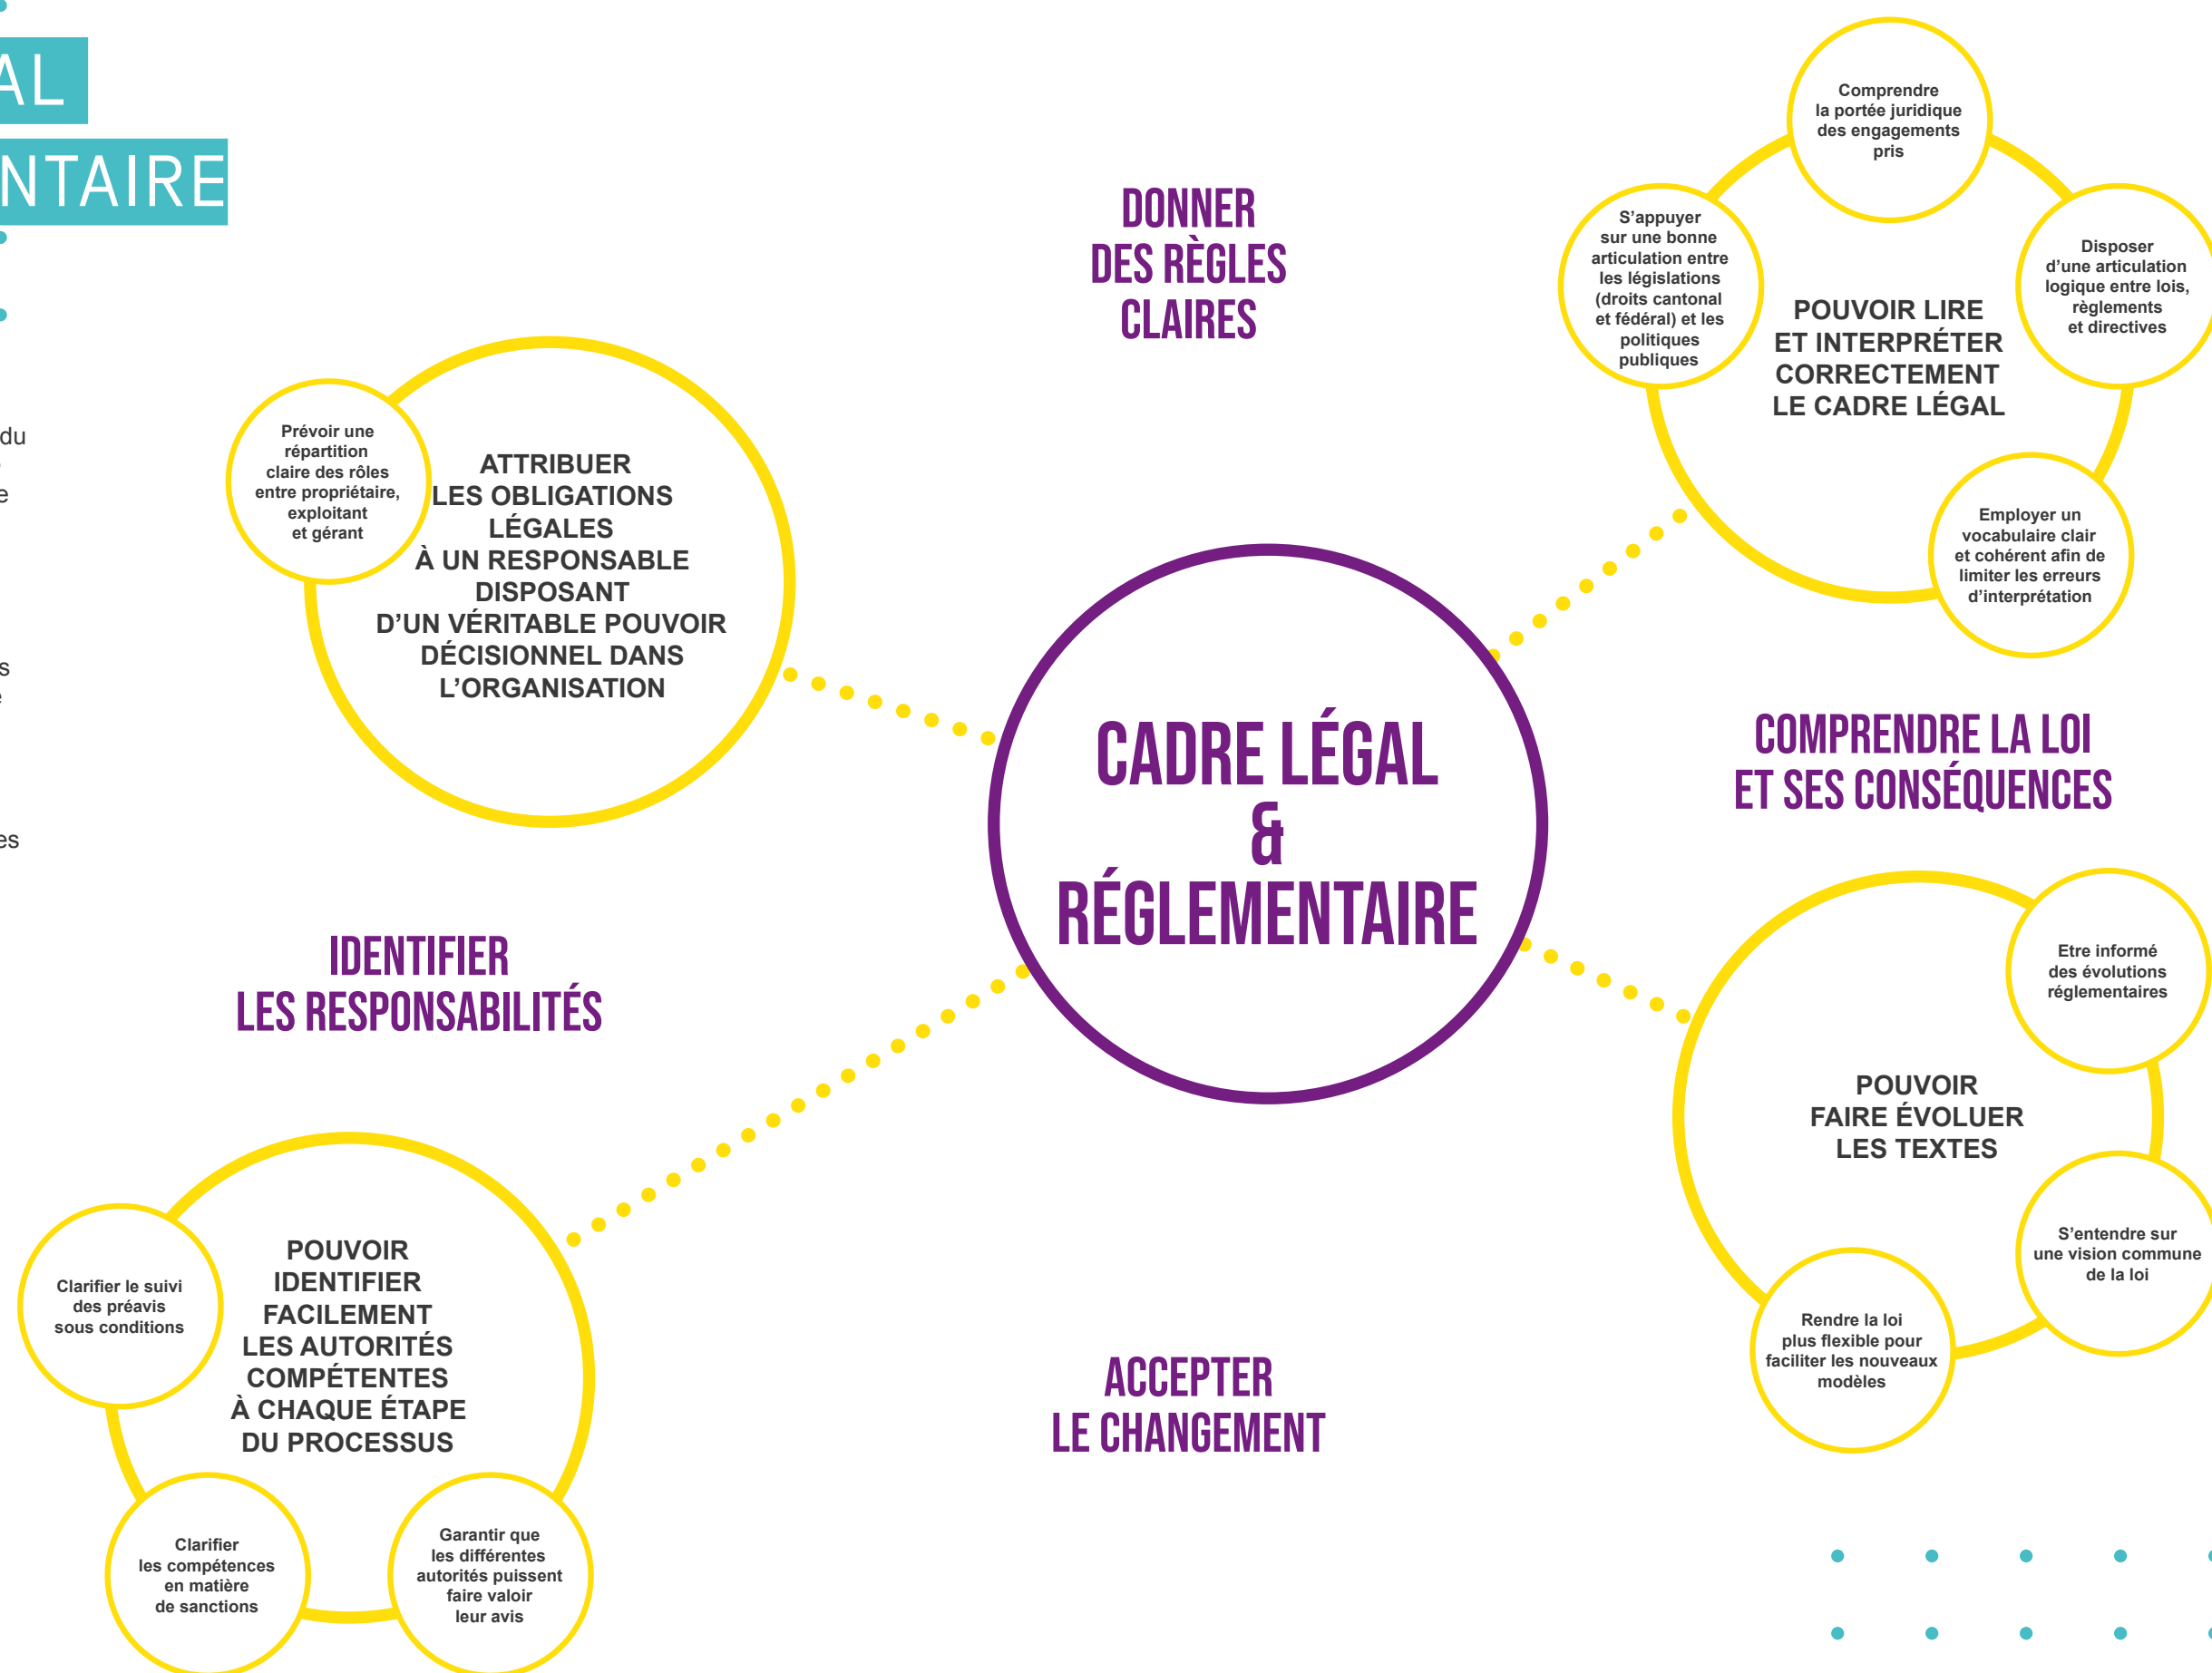 AL
NTAIRE
du
e
s
e
es
DONNER
DES RÈGLES
CLAIRES
Comprendre
la portée juridique
des engagements
pris
S’appuyer
sur une bonne
articulation entre
les législations
(droits cantonal
et fédéral) et les
politiques
publiques
Disposer
d’une articulation
logique entre lois,
règlements
et directives
POUVOIR LIRE
ET INTERPRÉTER
CORRECTEMENT
LE CADRE LÉGAL
Employer un
vocabulaire clair
et cohérent afin de
limiter les erreurs
d’interprétation
Prévoir une
répartition
claire des rôles
entre propriétaire,
exploitant
et gérant
ATTRIBUER
LES OBLIGATIONS
LÉGALES
À UN RESPONSABLE
DISPOSANT
D’UN VÉRITABLE POUVOIR
DÉCISIONNEL DANS
L’ORGANISATION
CADRE LÉGAL
&
RÉGLEMENTAIRE
COMPRENDRE LA LOI
ET SES CONSÉQUENCES
IDENTIFIER
LES RESPONSABILITÉS
Etre informé
des évolutions
réglementaires
POUVOIR
FAIRE ÉVOLUER
LES TEXTES
S’entendre sur
une vision commune
de la loi
Rendre la loi
plus flexible pour
faciliter les nouveaux
modèles
POUVOIR
IDENTIFIER
FACILEMENT
LES AUTORITÉS
COMPÉTENTES
À CHAQUE ÉTAPE
DU PROCESSUS
Clarifier le suivi
des préavis
sous conditions
Clarifier
les compétences
en matière
de sanctions
Garantir que
les différentes
autorités puissent
faire valoir
leur avis
ACCEPTER
LE CHANGEMENT